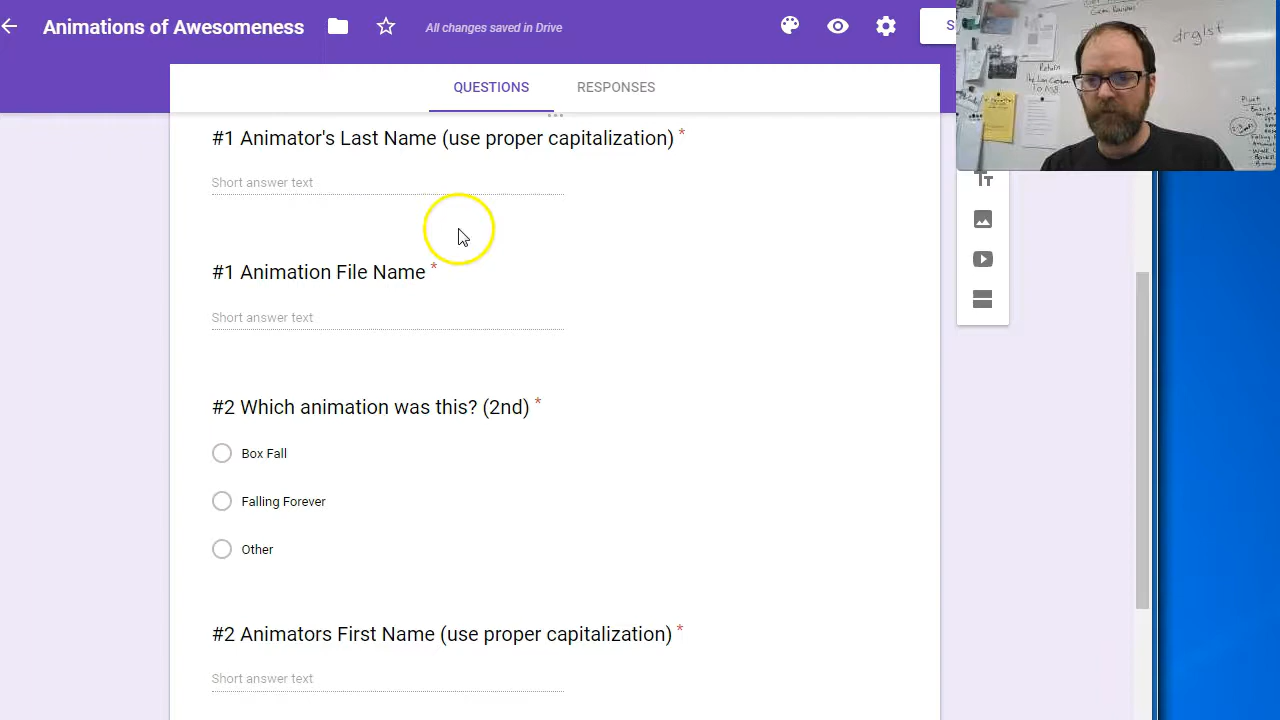 Animations of Awesomeness
All changes saved in Drive
QUESTIONS
RESPONSES
#1 Animator's Last Name (use proper capitalization) *
Short answer text
#1 Animation File Name *
Short answer text
#2 Which animation was this? (2nd) *
Box Fall
Falling Forever
Other
#2 Animators First Name (use proper capitalization) *
Short answer text
drglst
Return